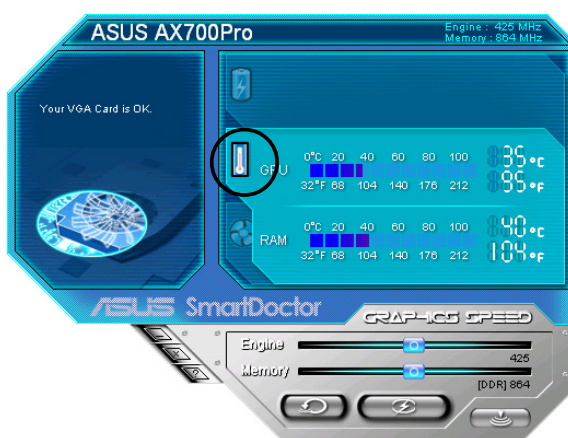 ASUS AX700Pro
Engine : 425 MHz
Memory : 864 MHz
Your VGA Card is OK.
GPU
0°C 20 40 60 80 100
32°F 68 104 140 176 212
35 °C
95 °F
RAM
0°C 20 40 60 80 100
32°F 68 104 140 176 212
40 °C
104 °F
ASUS SmartDoctor
GRAPHICS SPEED
Engine
425
Memory
[DDR] 864